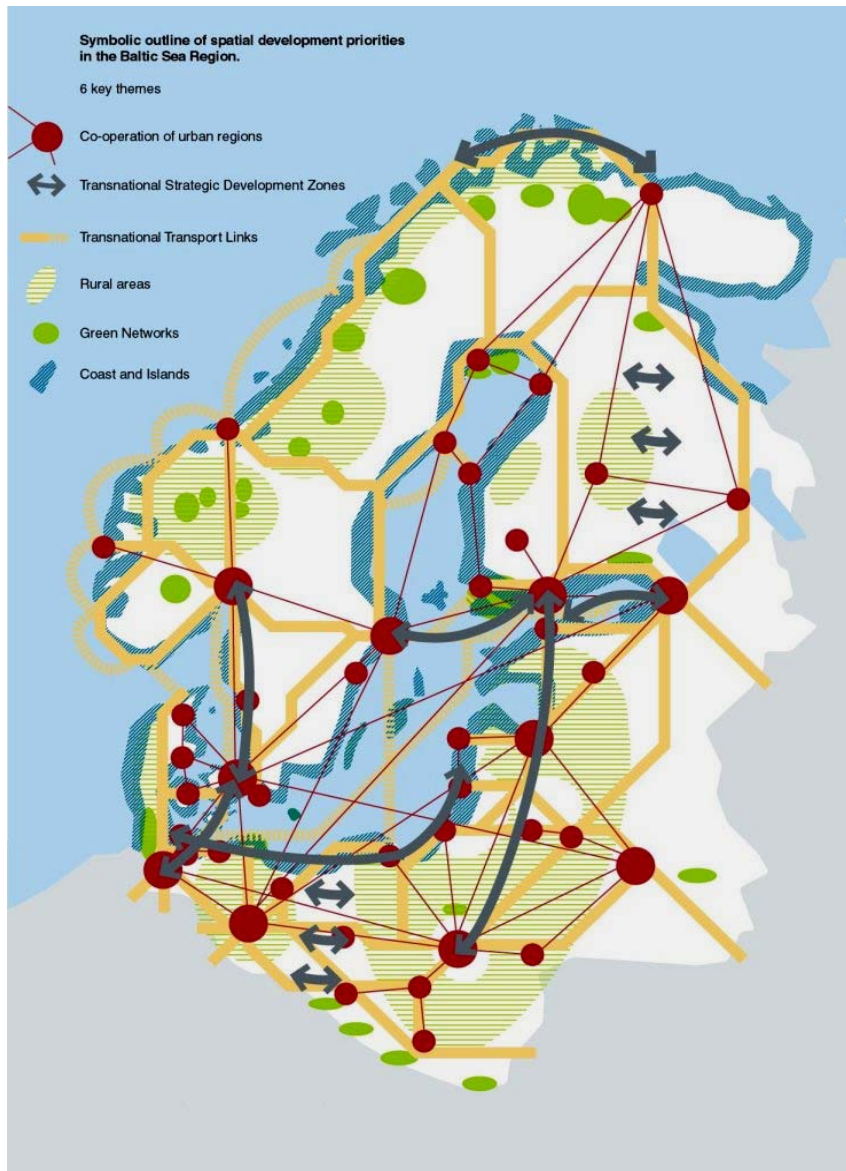 Symbolic outline of spatial development priorities
in the Baltic Sea Region.
6 key themes
Co-operation of urban regions
Transnational Strategic Development Zones
Transnational Transport Links
Rural areas
Green Networks
Coast and Islands